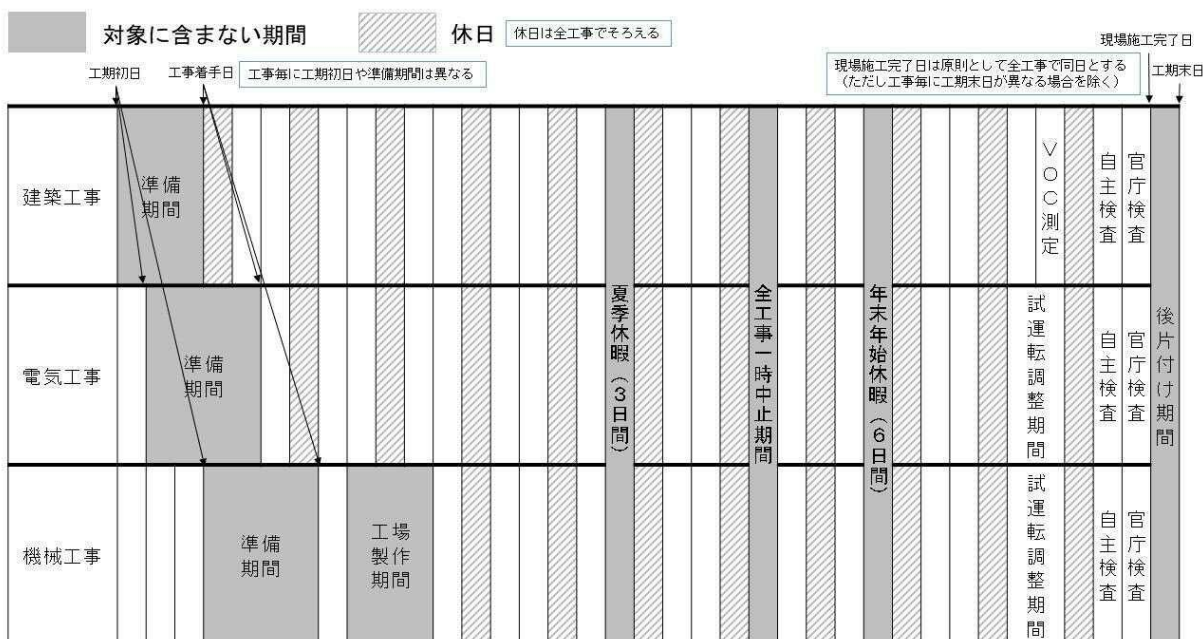 対象に含まない期間
休日
休日は全工事でそろえる
工期初日
工事着手日
工事毎に工期初日や準備期間は異なる
現場施工完了日は原則として全工事で同日とする
（ただし工事毎に工期末日が異なる場合を除く）
現場施工完了日
工期末日
建築工事
準備
期間
VOC測定
自主検査
官庁検査
電気工事
準備
期間
夏季休暇（3日間）
全工事一時中止期間
年末年始休暇（6日間）
試運転調整期間
自主検査
官庁検査
後片付け期間
機械工事
準備
期間
工場
製作
期間
試運転調整期間
自主検査
官庁検査